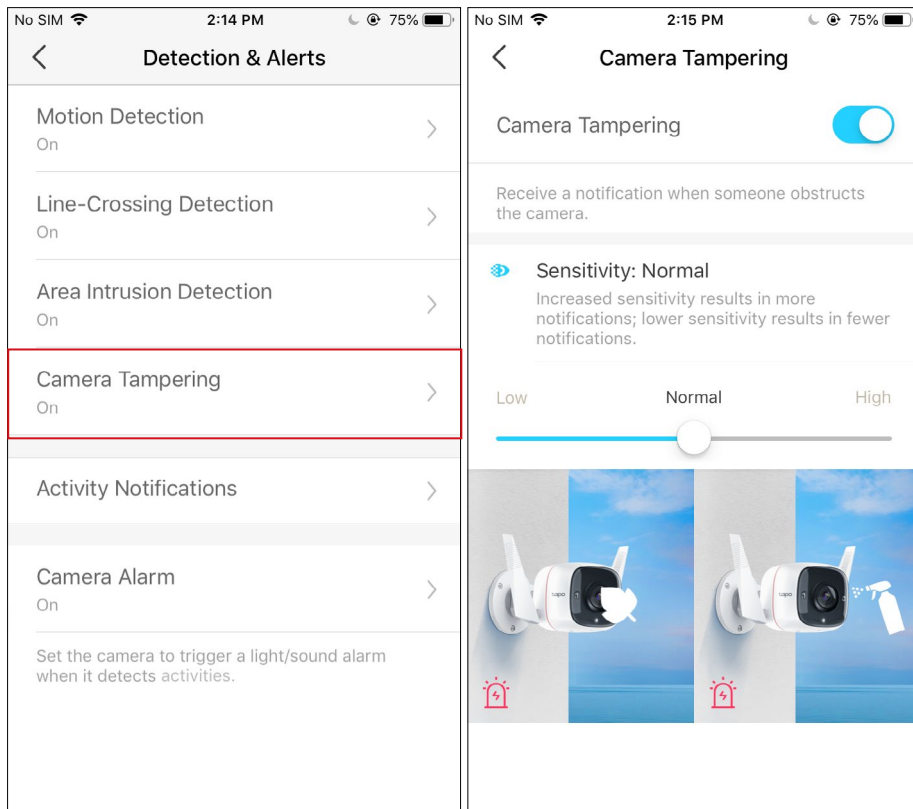 No SIM 2:14 PM 75%
Detection & Alerts
Motion Detection
On
Line-Crossing Detection
On
Area Intrusion Detection
On
Camera Tampering
On
Activity Notifications
Camera Alarm
On
Set the camera to trigger a light/sound alarm
when it detects activities.
No SIM 2:15 PM 75%
Camera Tampering
Camera Tampering
Receive a notification when someone obstructs
the camera.
Sensitivity: Normal
Increased sensitivity results in more
notifications; lower sensitivity results in fewer
notifications.
Low Normal High
tapo tapo